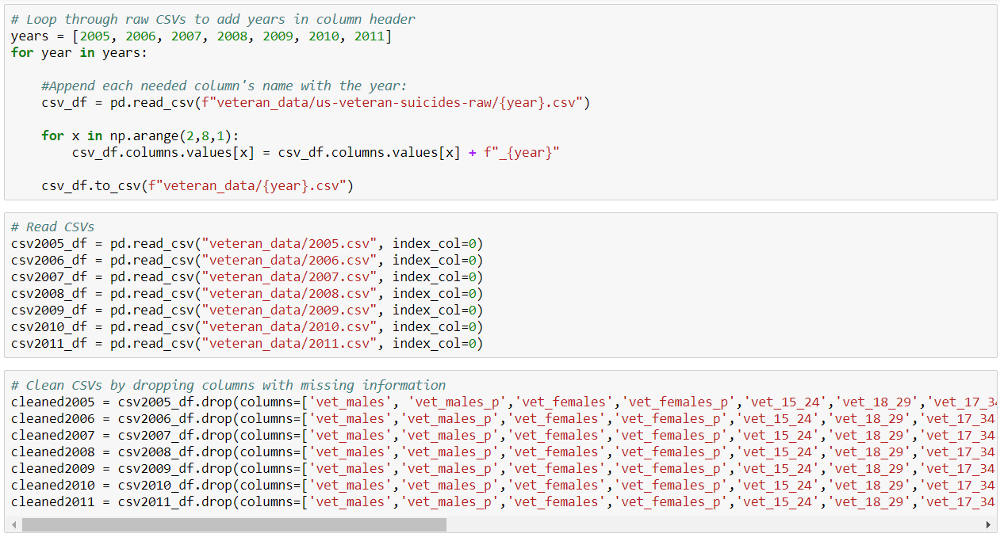 # Loop through raw CSVs to add years in column header
years = [2005, 2006, 2007, 2008, 2009, 2010, 2011]
for year in years:
#Append each needed column's name with the year:
csv_df = pd.read_csv(f"veteran_data/us-veteran-suicides-raw/{year}.csv")
for x in np.arange(2,8,1):
csv_df.columns.values[x] = csv_df.columns.values[x] + f"_{year}"
csv_df.to_csv(f"veteran_data/{year}.csv")
# Read CSVs
csv2005_df = pd.read_csv("veteran_data/2005.csv", index_col=0)
csv2006_df = pd.read_csv("veteran_data/2006.csv", index_col=0)
csv2007_df = pd.read_csv("veteran_data/2007.csv", index_col=0)
csv2008_df = pd.read_csv("veteran_data/2008.csv", index_col=0)
csv2009_df = pd.read_csv("veteran_data/2009.csv", index_col=0)
csv2010_df = pd.read_csv("veteran_data/2010.csv", index_col=0)
csv2011_df = pd.read_csv("veteran_data/2011.csv", index_col=0)
# Clean CSVs by dropping columns with missing information
cleaned2005 = csv2005_df.drop(columns=['vet_males', 'vet_males_p','vet_females','vet_females_p','vet_15_24','vet_18_29','vet_17_34
cleaned2006 = csv2006_df.drop(columns=['vet_males','vet_males_p','vet_females','vet_females_p','vet_15_24','vet_18_29','vet_17_34
cleaned2007 = csv2007_df.drop(columns=['vet_males','vet_males_p','vet_females','vet_females_p','vet_15_24','vet_18_29','vet_17_34
cleaned2008 = csv2008_df.drop(columns=['vet_males','vet_males_p','vet_females','vet_females_p','vet_15_24','vet_18_29','vet_17_34
cleaned2009 = csv2009_df.drop(columns=['vet_males','vet_males_p','vet_females','vet_females_p','vet_15_24','vet_18_29','vet_17_34
cleaned2010 = csv2010_df.drop(columns=['vet_males','vet_males_p','vet_females','vet_females_p','vet_15_24','vet_18_29','vet_17_34
cleaned2011 = csv2011_df.drop(columns=['vet_males','vet_males_p','vet_females','vet_females_p','vet_15_24','vet_18_29','vet_17_34